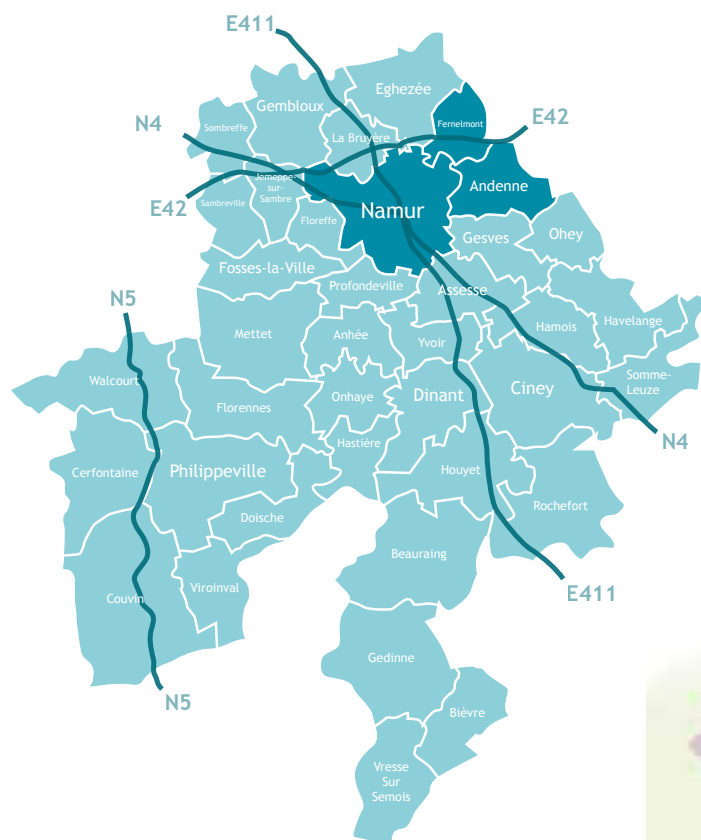 E411
Eghezée
Gembloux
Fernelmont
N4
Sombreffe
La Bruyère
E42
Jemeppe-
sur-
Sambre
Andenne
E42
Sambreville
Namur
Floreffe
Gesves
Ohey
Fosses-la-Ville
Profondeville
Assesse
N5
Mettet
Anhée
Yvoir
Hamois
Havelange
Walcourt
Florennes
Onhaye
Dinant
Ciney
Somme-
Leuze
N4
Cerfontaine
Philippeville
Hastière
Houyet
Rochefort
Doische
Beauraing
Couvin
Viroinval
E411
N5
Gedinne
Bièvre
Vresse
Sur
Semois